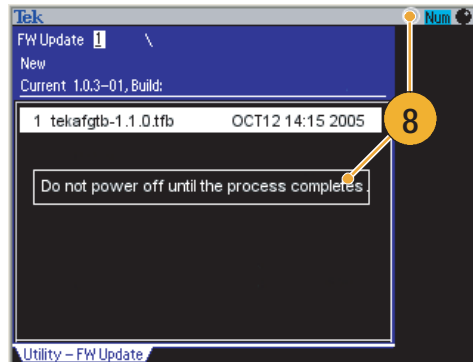 Tek
Num
FW Update 1 \
New
Current 1.0.3–01, Build:
1 tekafgtb-1.1.0.tfb OCT12 14:15 2005
8
Do not power off until the process completes.
Utility – FW Update